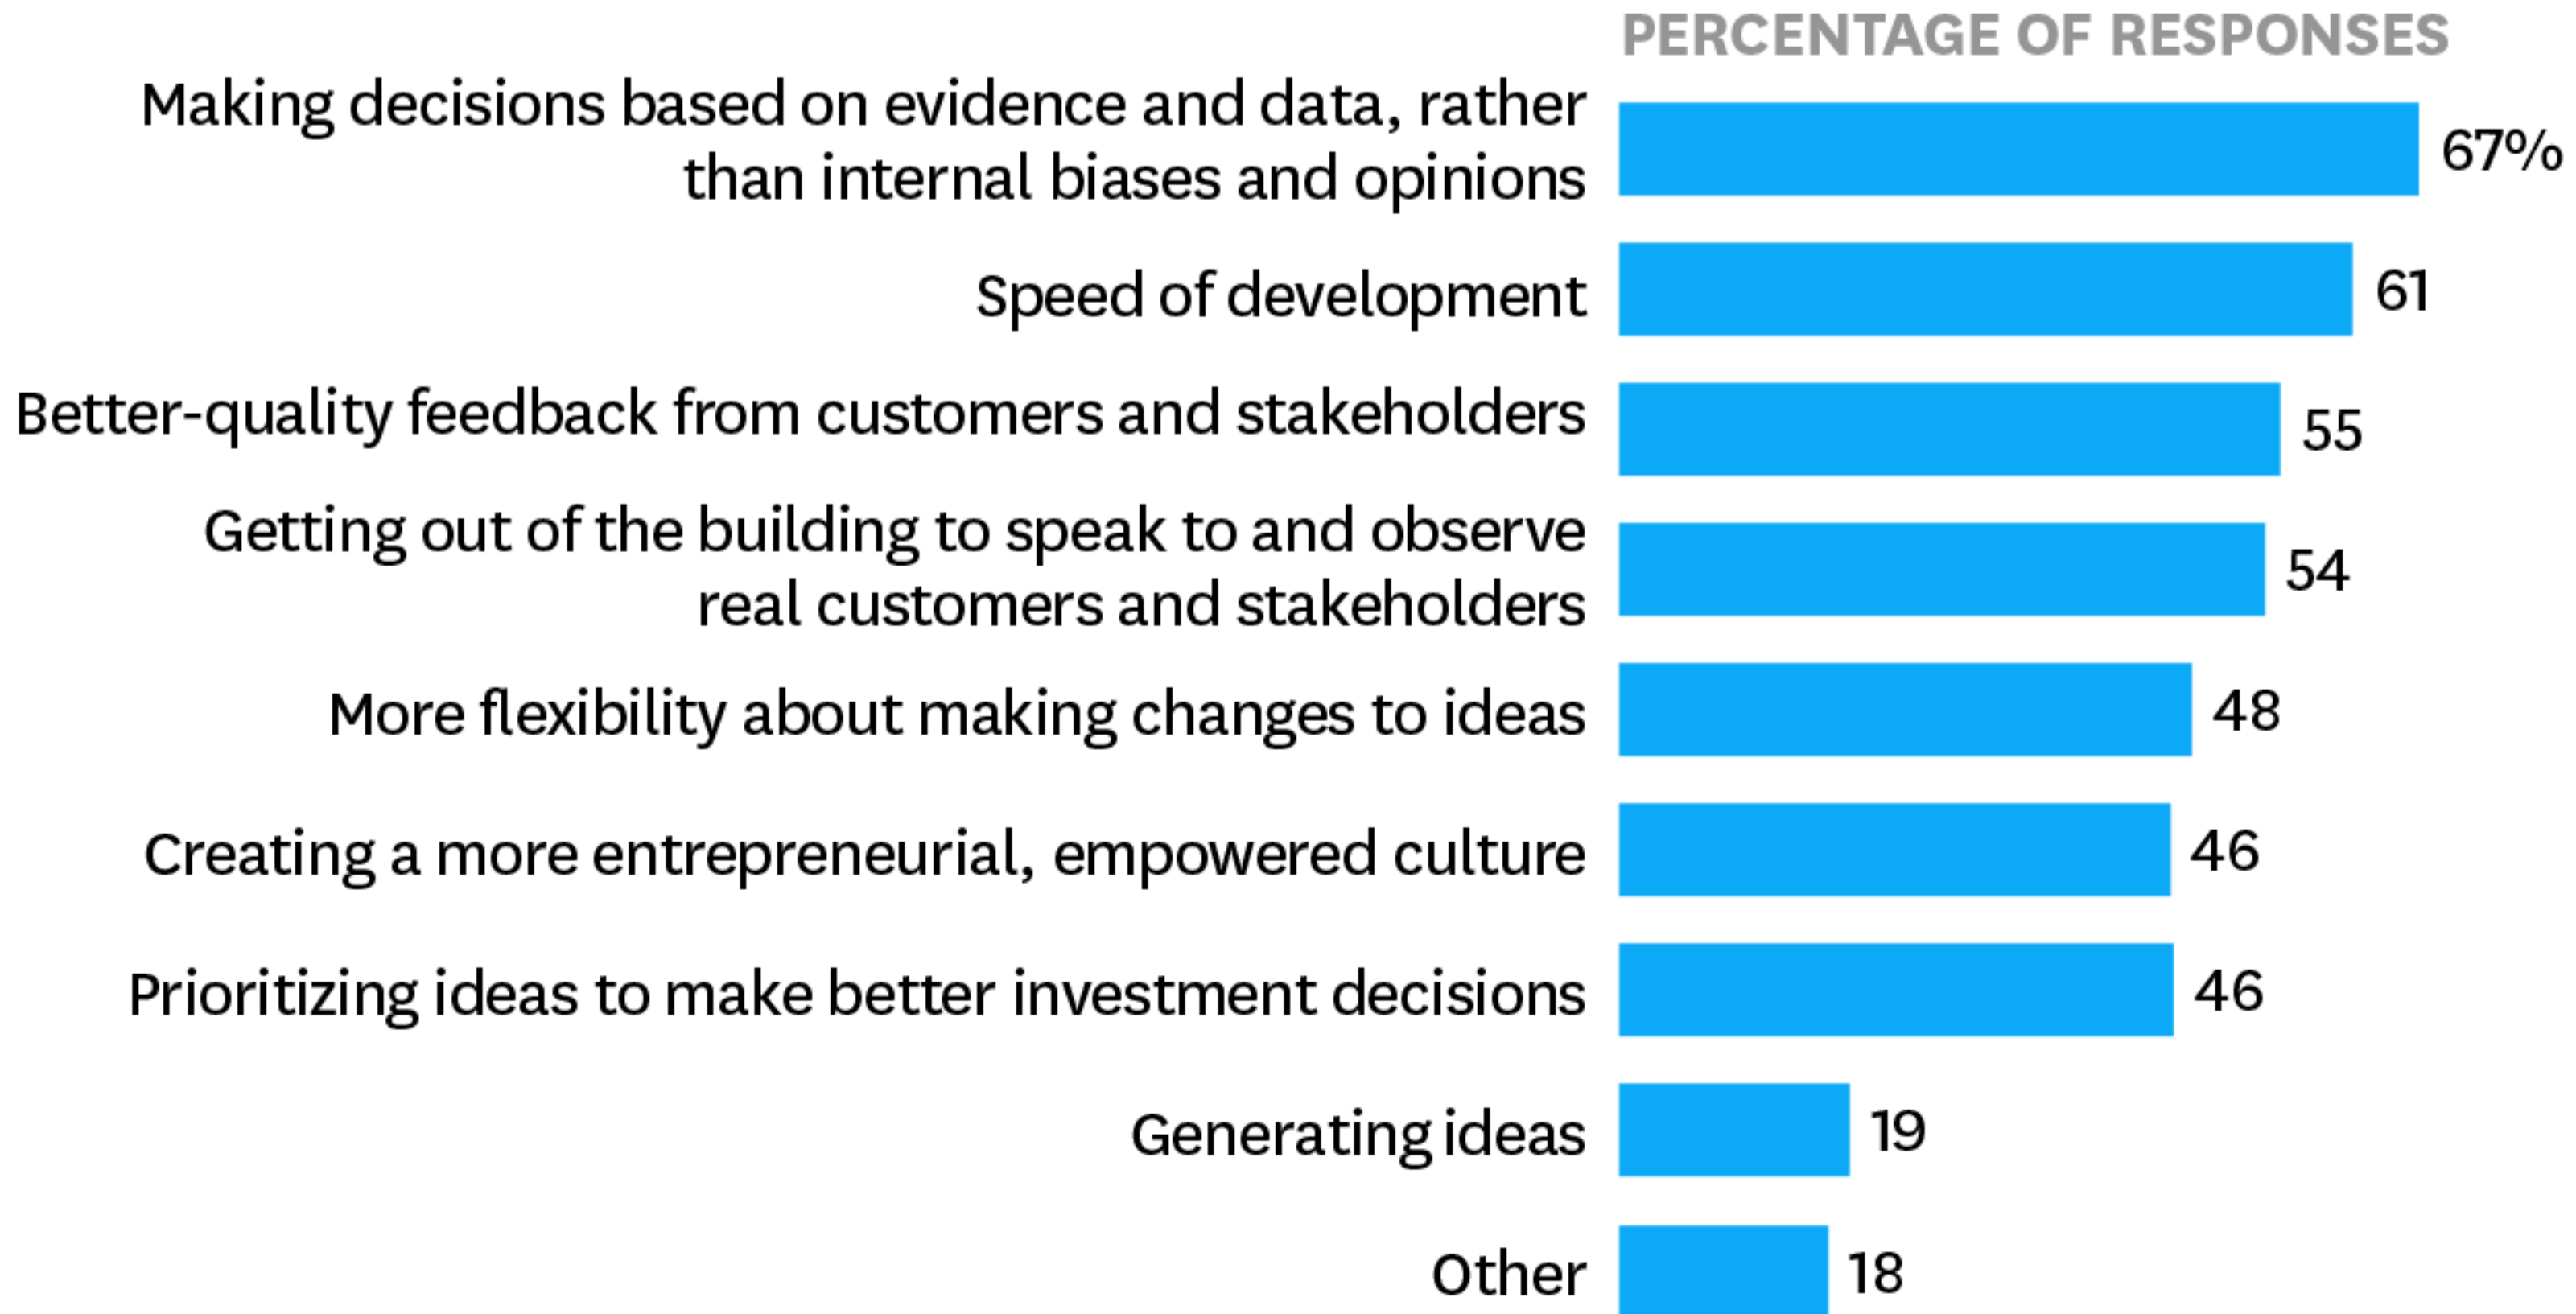 PERCENTAGE OF RESPONSES
Making decisions based on evidence and data, rather
than internal biases and opinions
67%
Speed of development
61
Better-quality feedback from customers and stakeholders
55
Getting out of the building to speak to and observe
real customers and stakeholders
54
More flexibility about making changes to ideas
48
Creating a more entrepreneurial, empowered culture
46
Prioritizing ideas to make better investment decisions
46
Generating ideas
19
Other
18